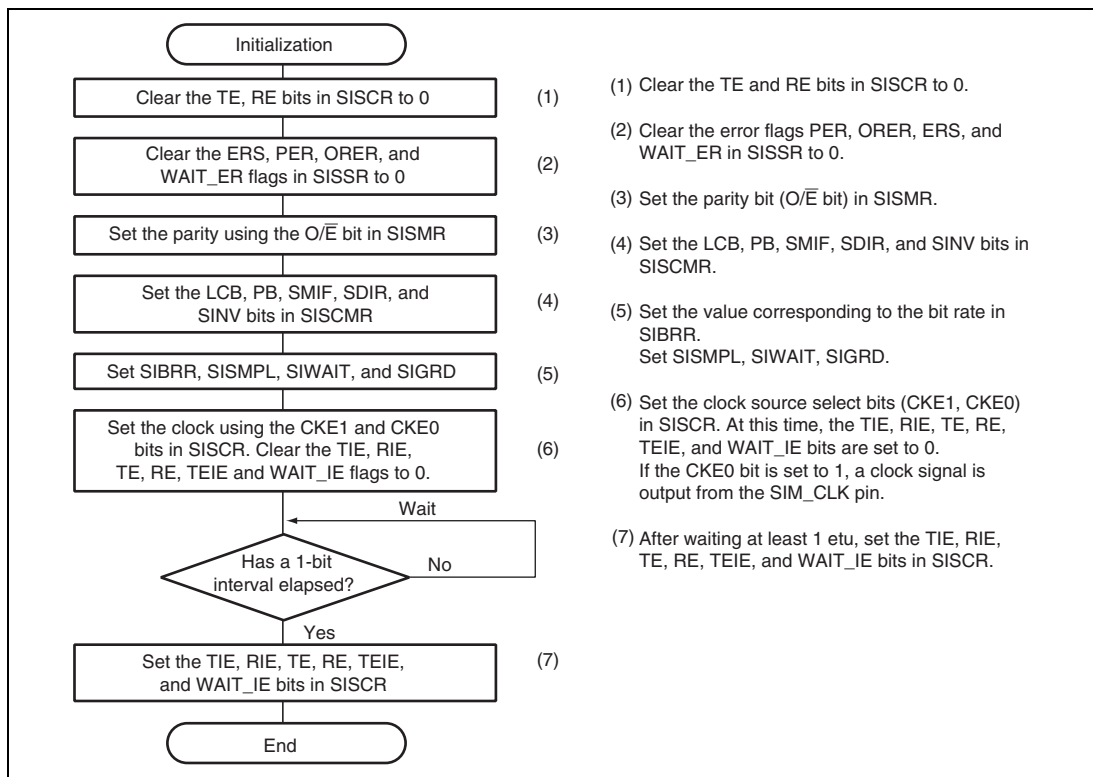 Initialization
Clear the TE, RE bits in SISCR to 0
(1)
Clear the ERS, PER, ORER, and
WAIT_ER flags in SISSR to 0
(2)
Set the parity using the O/E̅ bit in SISMR
(3)
Set the LCB, PB, SMIF, SDIR, and
SINV bits in SISCMR
(4)
Set SIBRR, SISMPL, SIWAIT, and SIGRD
(5)
Set the clock using the CKE1 and CKE0
bits in SISCR. Clear the TIE, RIE,
TE, RE, TEIE and WAIT_IE flags to 0.
(6)
Wait
Has a 1-bit
interval elapsed?
No
Yes
Set the TIE, RIE, TE, RE, TEIE,
and WAIT_IE bits in SISCR
(7)
End
(1) Clear the TE and RE bits in SISCR to 0.
(2) Clear the error flags PER, ORER, ERS, and
WAIT_ER in SISSR to 0.
(3) Set the parity bit (O/E̅ bit) in SISMR.
(4) Set the LCB, PB, SMIF, SDIR, and SINV bits in
SISCMR.
(5) Set the value corresponding to the bit rate in
SIBRR.
Set SISMPL, SIWAIT, SIGRD.
(6) Set the clock source select bits (CKE1, CKE0)
in SISCR. At this time, the TIE, RIE, TE, RE,
TEIE, and WAIT_IE bits are set to 0.
If the CKE0 bit is set to 1, a clock signal is
output from the SIM_CLK pin.
(7) After waiting at least 1 etu, set the TIE, RIE,
TE, RE, TEIE, and WAIT_IE bits in SISCR.